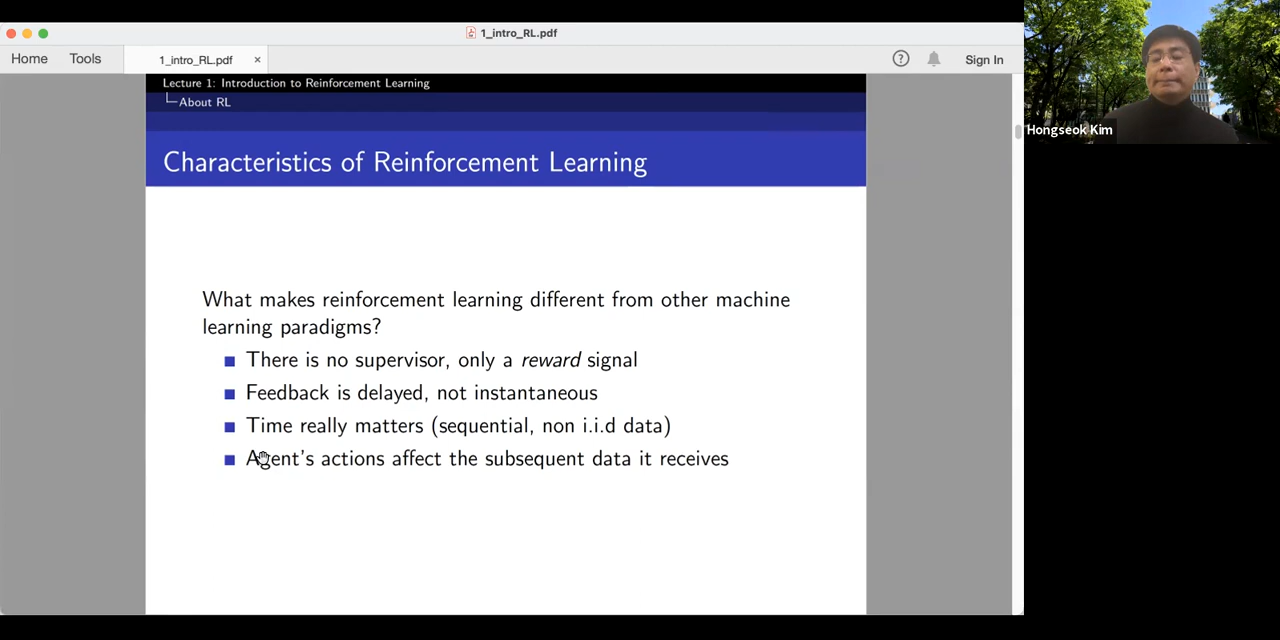 1_intro_RL.pdf
Home
Tools
1_intro_RL.pdf
×
?
Sign In
Lecture 1: Introduction to Reinforcement Learning
About RL
Characteristics of Reinforcement Learning
What makes reinforcement learning different from other machine
learning paradigms?
There is no supervisor, only a reward signal
Feedback is delayed, not instantaneous
Time really matters (sequential, non i.i.d data)
Agent's actions affect the subsequent data it receives
Hongseok Kim